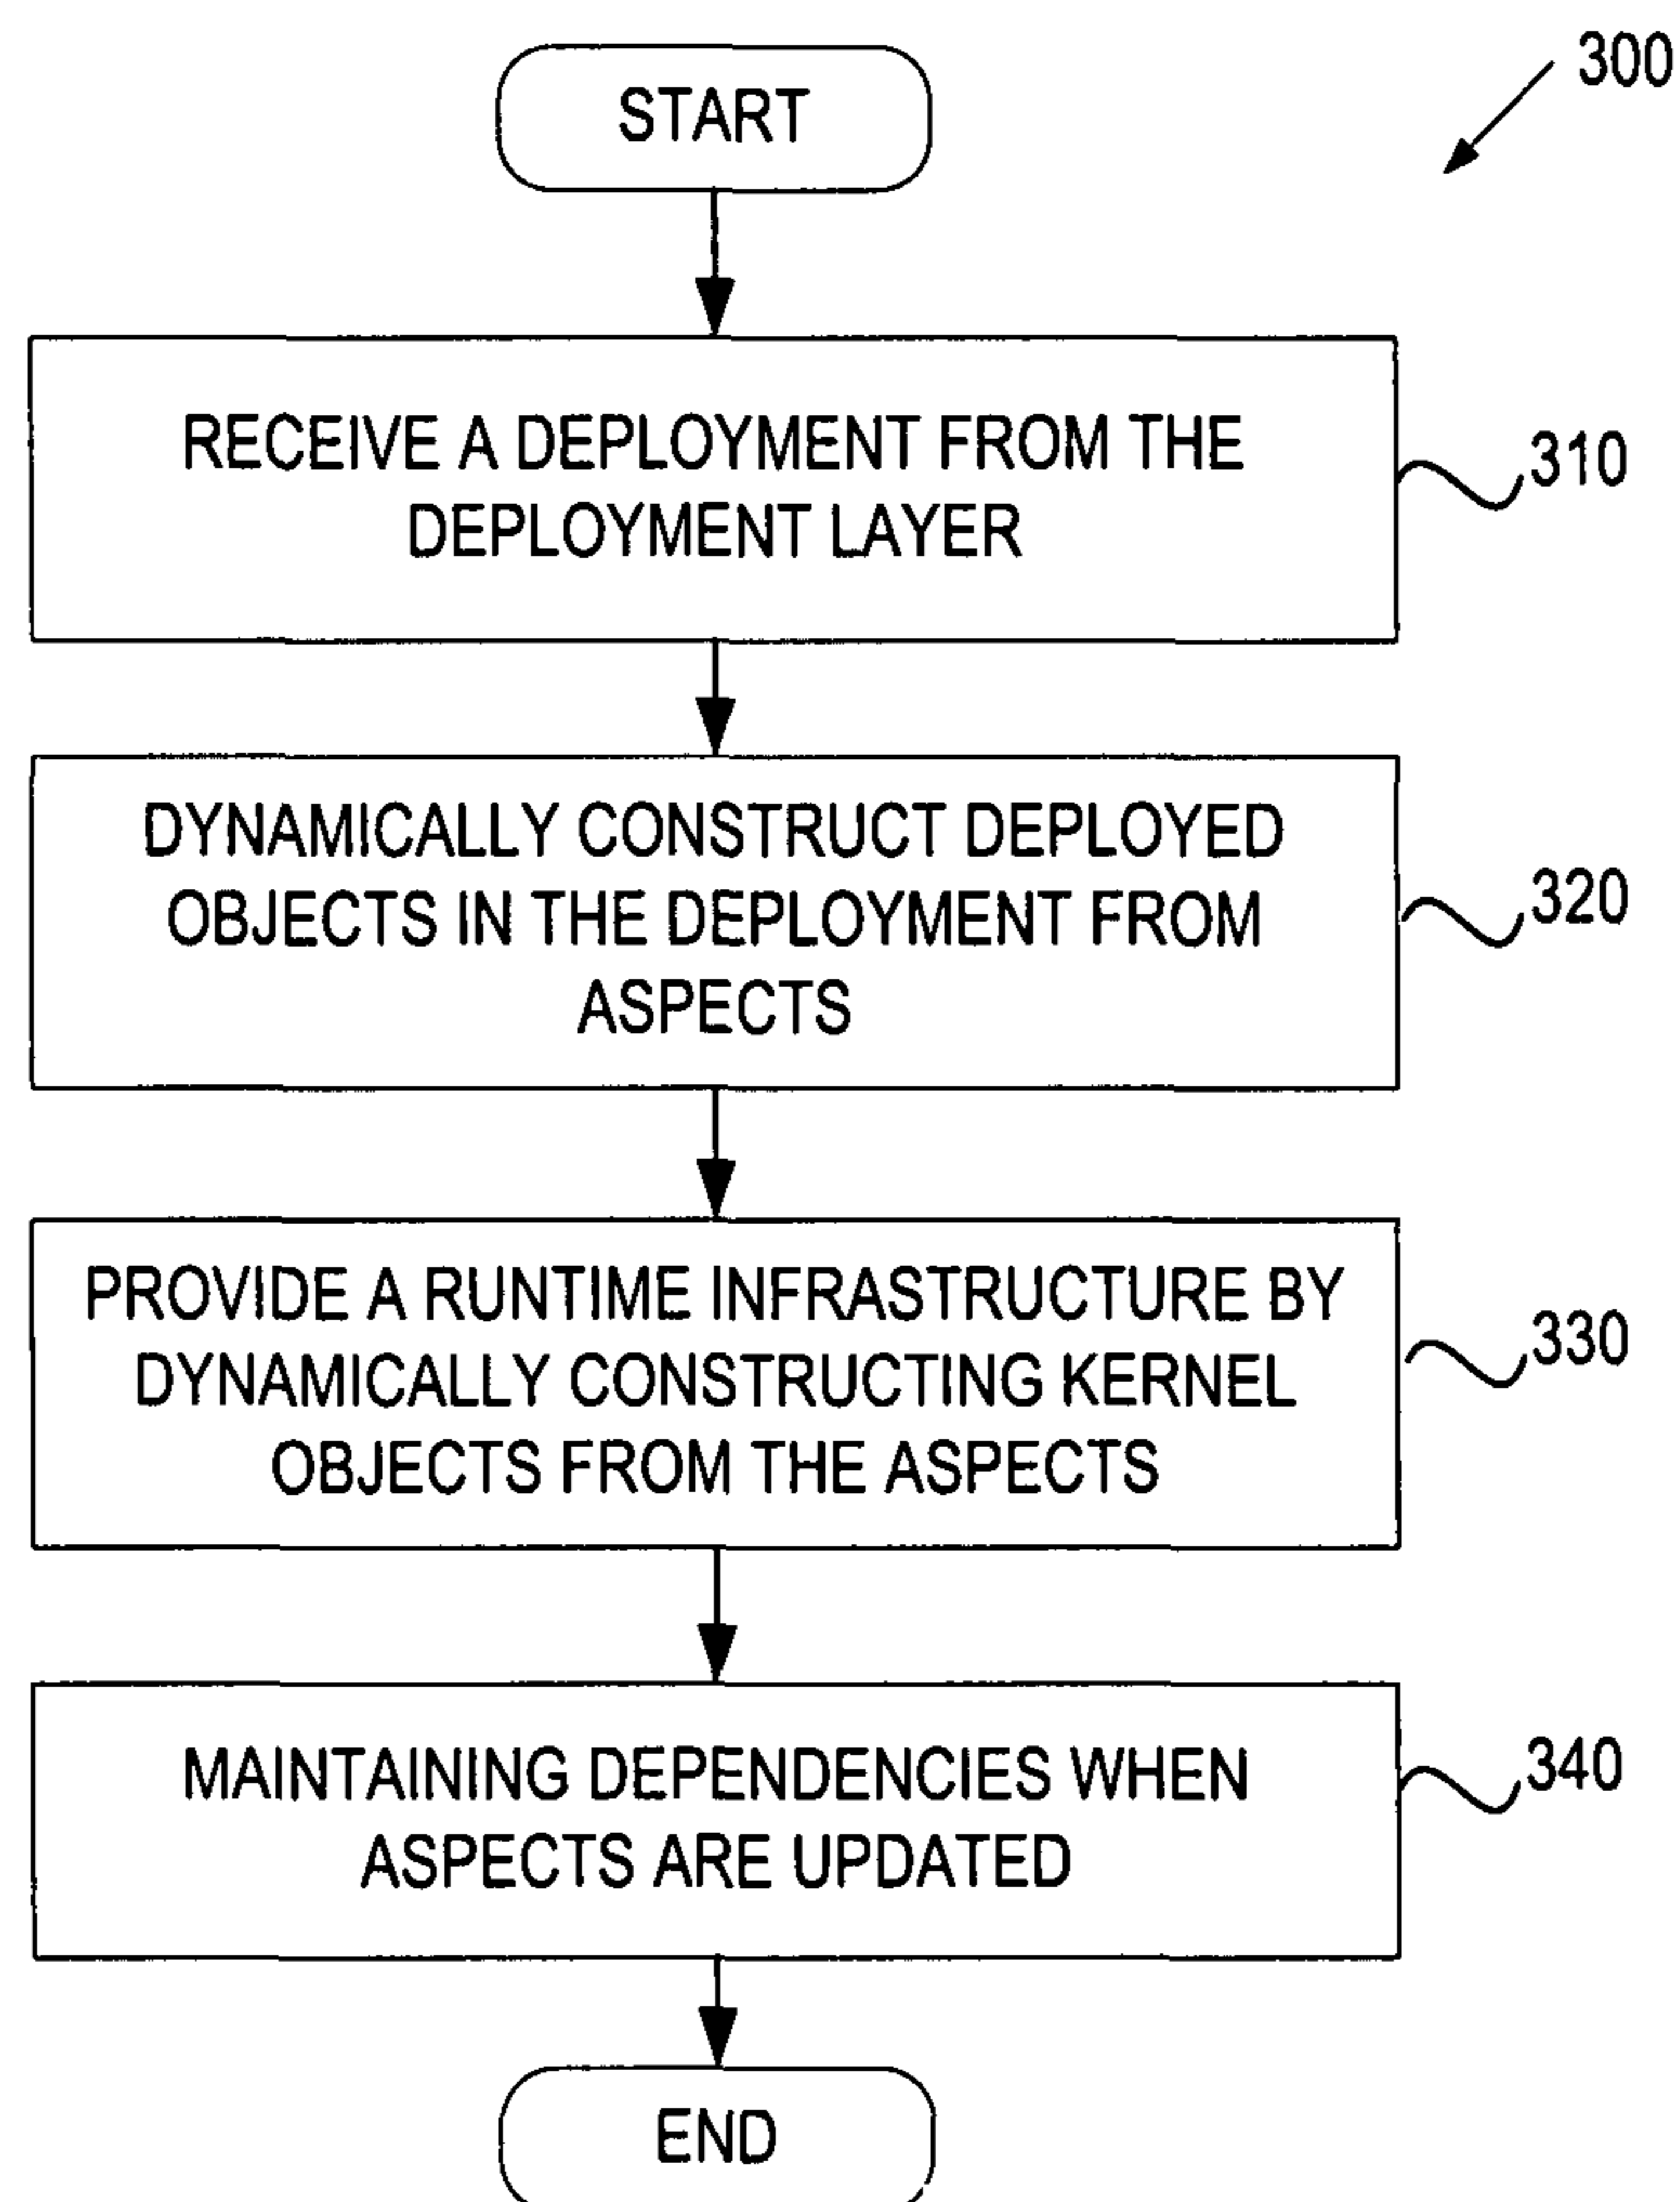 300
START
RECEIVE A DEPLOYMENT FROM THE
DEPLOYMENT LAYER
310
DYNAMICALLY CONSTRUCT DEPLOYED
OBJECTS IN THE DEPLOYMENT FROM
ASPECTS
320
PROVIDE A RUNTIME INFRASTRUCTURE BY
DYNAMICALLY CONSTRUCTING KERNEL
OBJECTS FROM THE ASPECTS
330
MAINTAINING DEPENDENCIES WHEN
ASPECTS ARE UPDATED
340
END